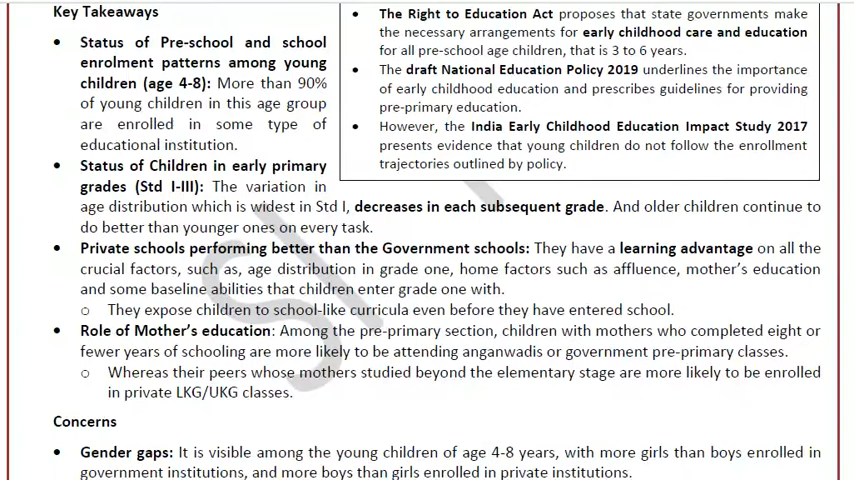 Key Takeaways
• Status of Pre-school and school
enrolment patterns among young
children (age 4-8): More than 90%
of young children in this age group
are enrolled in some type of
educational institution.
• Status of Children in early primary
grades (Std I-III): The variation in
age distribution which is widest in Std I, decreases in each subsequent grade. And older children continue to
do better than younger ones on every task.
• The Right to Education Act proposes that state governments make
the necessary arrangements for early childhood care and education
for all pre-school age children, that is 3 to 6 years.
• The draft National Education Policy 2019 underlines the importance
of early childhood education and prescribes guidelines for providing
pre-primary education.
• However, the India Early Childhood Education Impact Study 2017
presents evidence that young children do not follow the enrollment
trajectories outlined by policy.
• Private schools performing better than the Government schools: They have a learning advantage on all the
crucial factors, such as, age distribution in grade one, home factors such as affluence, mother's education
and some baseline abilities that children enter grade one with.
o They expose children to school-like curricula even before they have entered school.
• Role of Mother's education: Among the pre-primary section, children with mothers who completed eight or
fewer years of schooling are more likely to be attending anganwadis or government pre-primary classes.
o Whereas their peers whose mothers studied beyond the elementary stage are more likely to be enrolled
in private LKG/UKG classes.
Concerns
• Gender gaps: It is visible among the young children of age 4-8 years, with more girls than boys enrolled in
government institutions, and more boys than girls enrolled in private institutions.